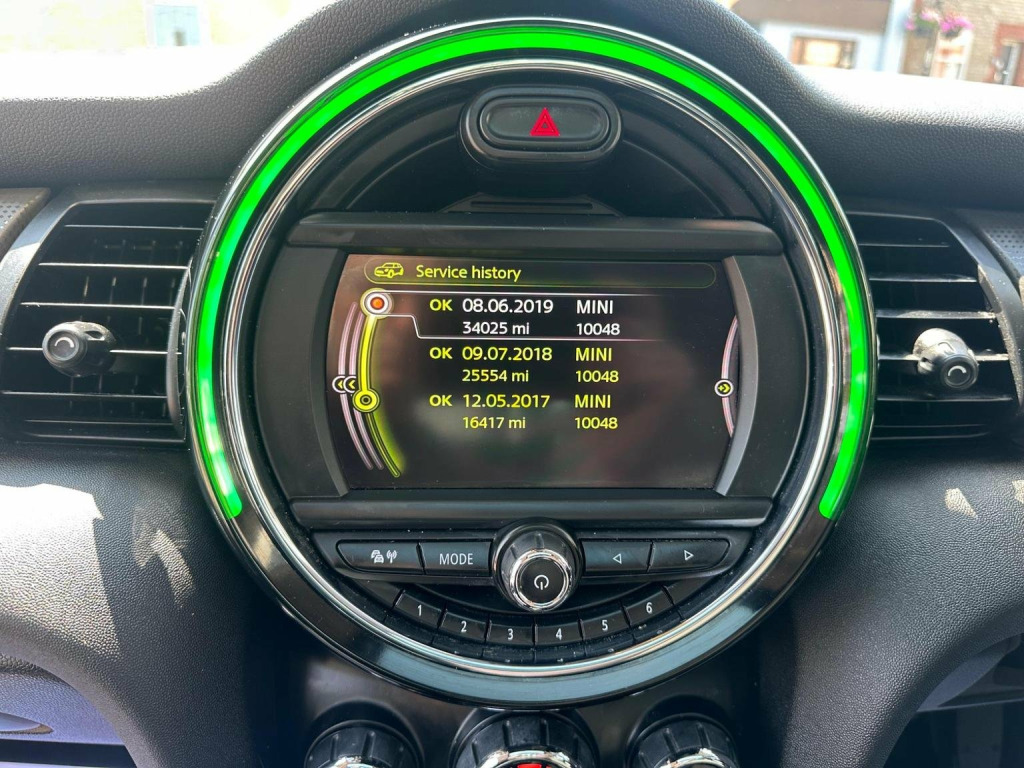 Service history
OK 08.06.2019 MINI
34025 mi 10048
OK 09.07.2018 MINI
25554 mi 10048
OK 12.05.2017 MINI
16417 mi 10048
MODE
1 2 3 4 5 6